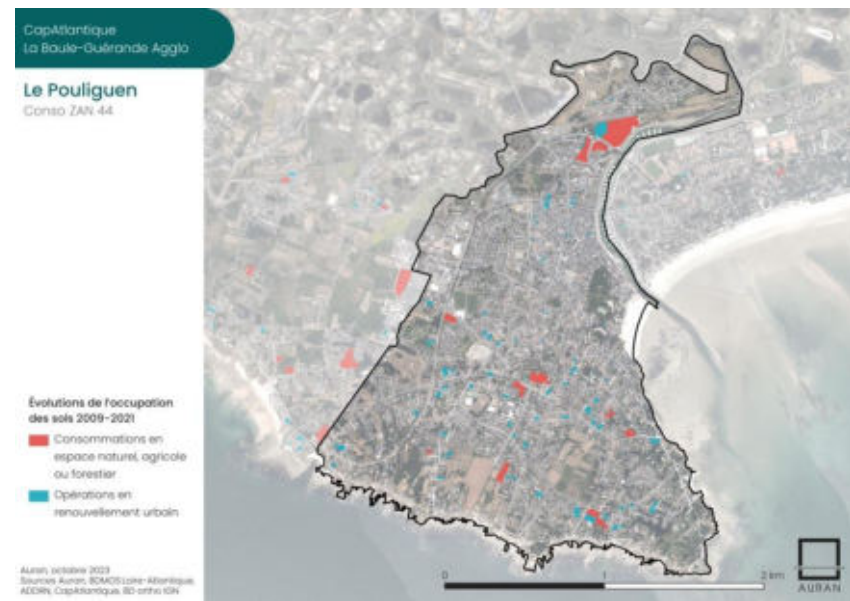 CapAtlantique
La Baule-Guérande Agglo
Le Pouliguen
Conso ZAN 44
Évolutions de l'occupation
des sols 2009-2021
Consommations en
espace naturel, agricole
ou forestier
Opérations en
renouvellement urbain
Auran, octobre 2023
Sources Auran, BDMOS Loire-Atlantique,
ADDRN, CapAtlantique, BD ortho IGN
0
1
2 km
AURAN